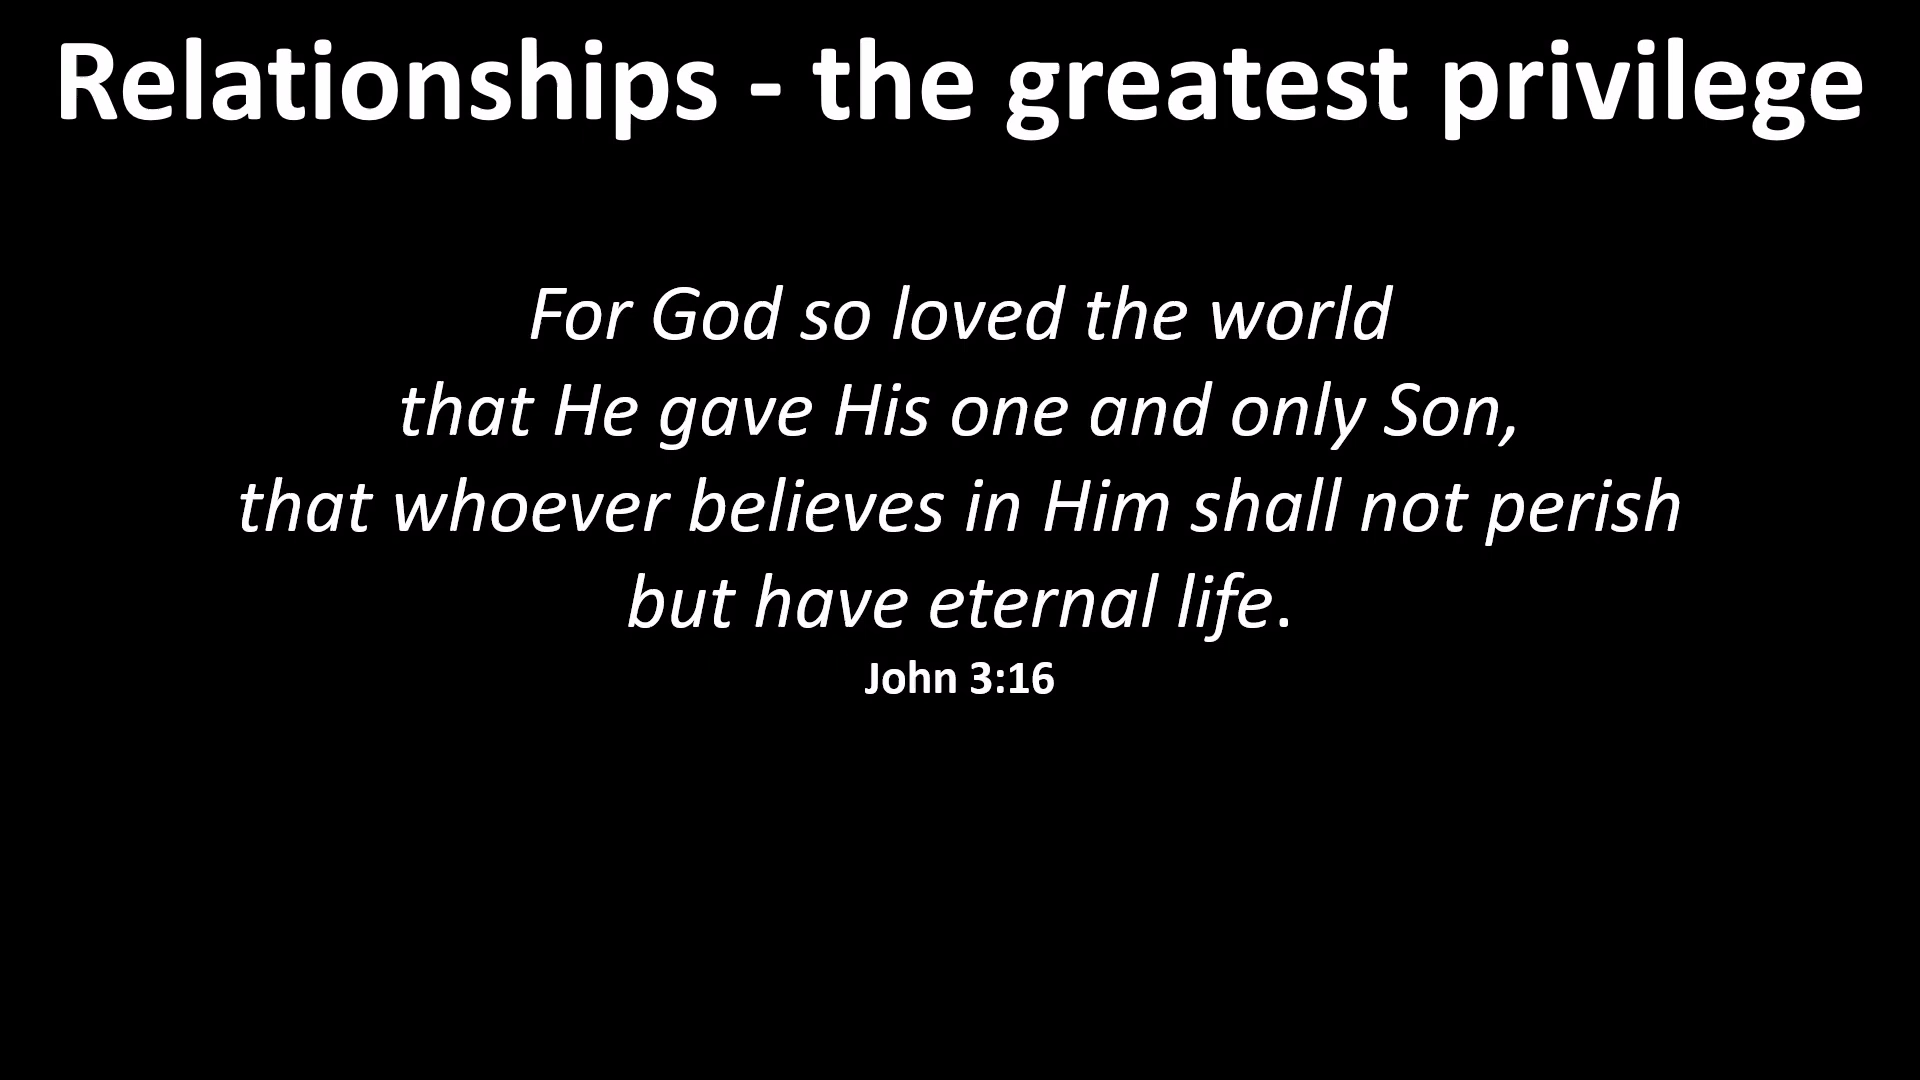 Relationships - the greatest privilege
For God so loved the world
that He gave His one and only Son,
that whoever believes in Him shall not perish
but have eternal life.
John 3:16